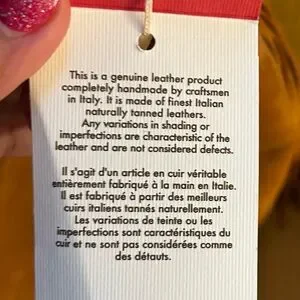 This is a genuine leather product
completely handmade by craftsmen
in Italy. It is made of finest Italian
naturally tanned leathers.
Any variations in shading or
imperfections are characteristic of the
leather and are not considered defects.
Il s'agit d'un article en cuir véritable
entièrement fabriqué à la main en Italie.
Il est fabriqué à partir des meilleurs
cuirs italiens tannés naturellement.
Les variations de teinte ou les
imperfections sont caractéristiques du
cuir et ne sont pas considérées comme
des détauts.